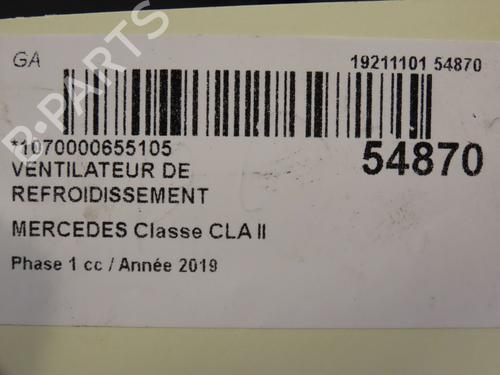 GA
19211101 54870
B-PARTS
*1070000655105
54870
VENTILATEUR DE
REFROIDISSEMENT
MERCEDES Classe CLA II
Phase 1 cc / Année 2019